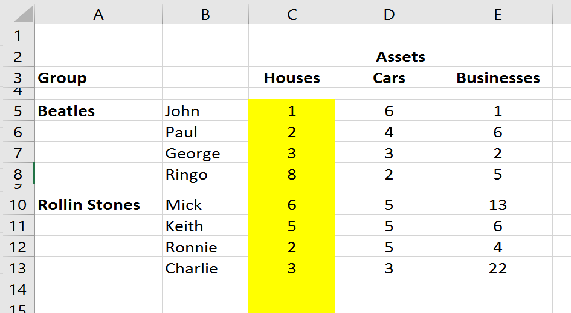 A B C D E
1
2 Assets
3 Group Houses Cars Businesses
4
5 Beatles John 1 6 1
6 Paul 2 4 6
7 George 3 3 2
8 Ringo 8 2 5
9
10 Rollin Stones Mick 6 5 13
11 Keith 5 5 6
12 Ronnie 2 5 4
13 Charlie 3 3 22
14
15